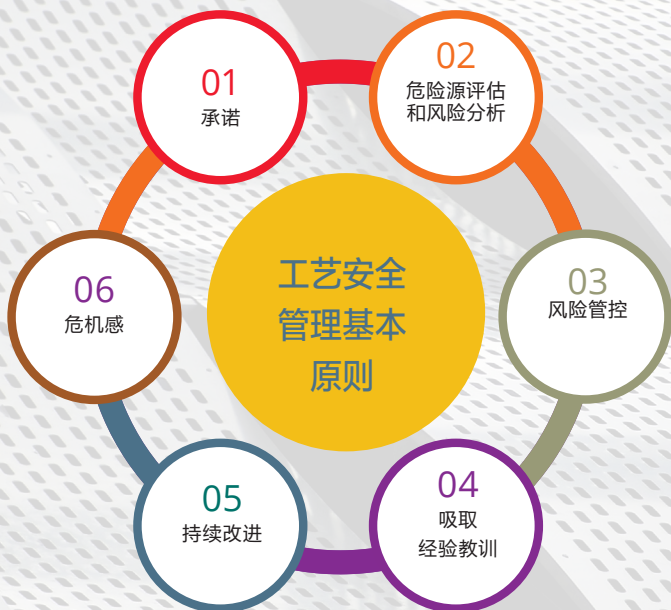 01
承诺
02
危险源评估
和风险分析
03
风险管控
04
吸取
经验教训
05
持续改进
06
危机感
工艺安全
管理基本
原则